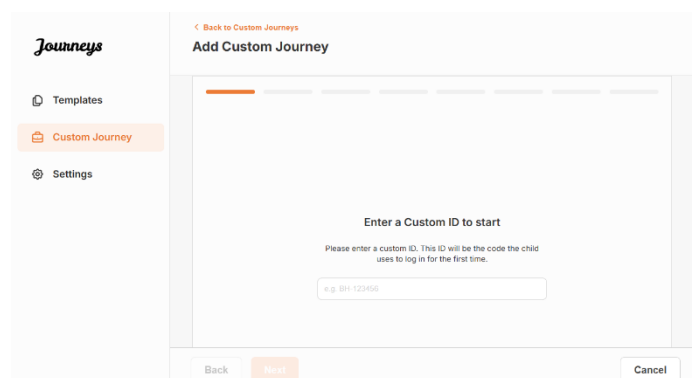 Journeys
Templates
Custom Journey
Settings
< Back to Custom Journeys
Add Custom Journey
Enter a Custom ID to start
Please enter a custom ID. This ID will be the code the child
uses to log in for the first time.
e.g. BH-123456
Back
Next
Cancel